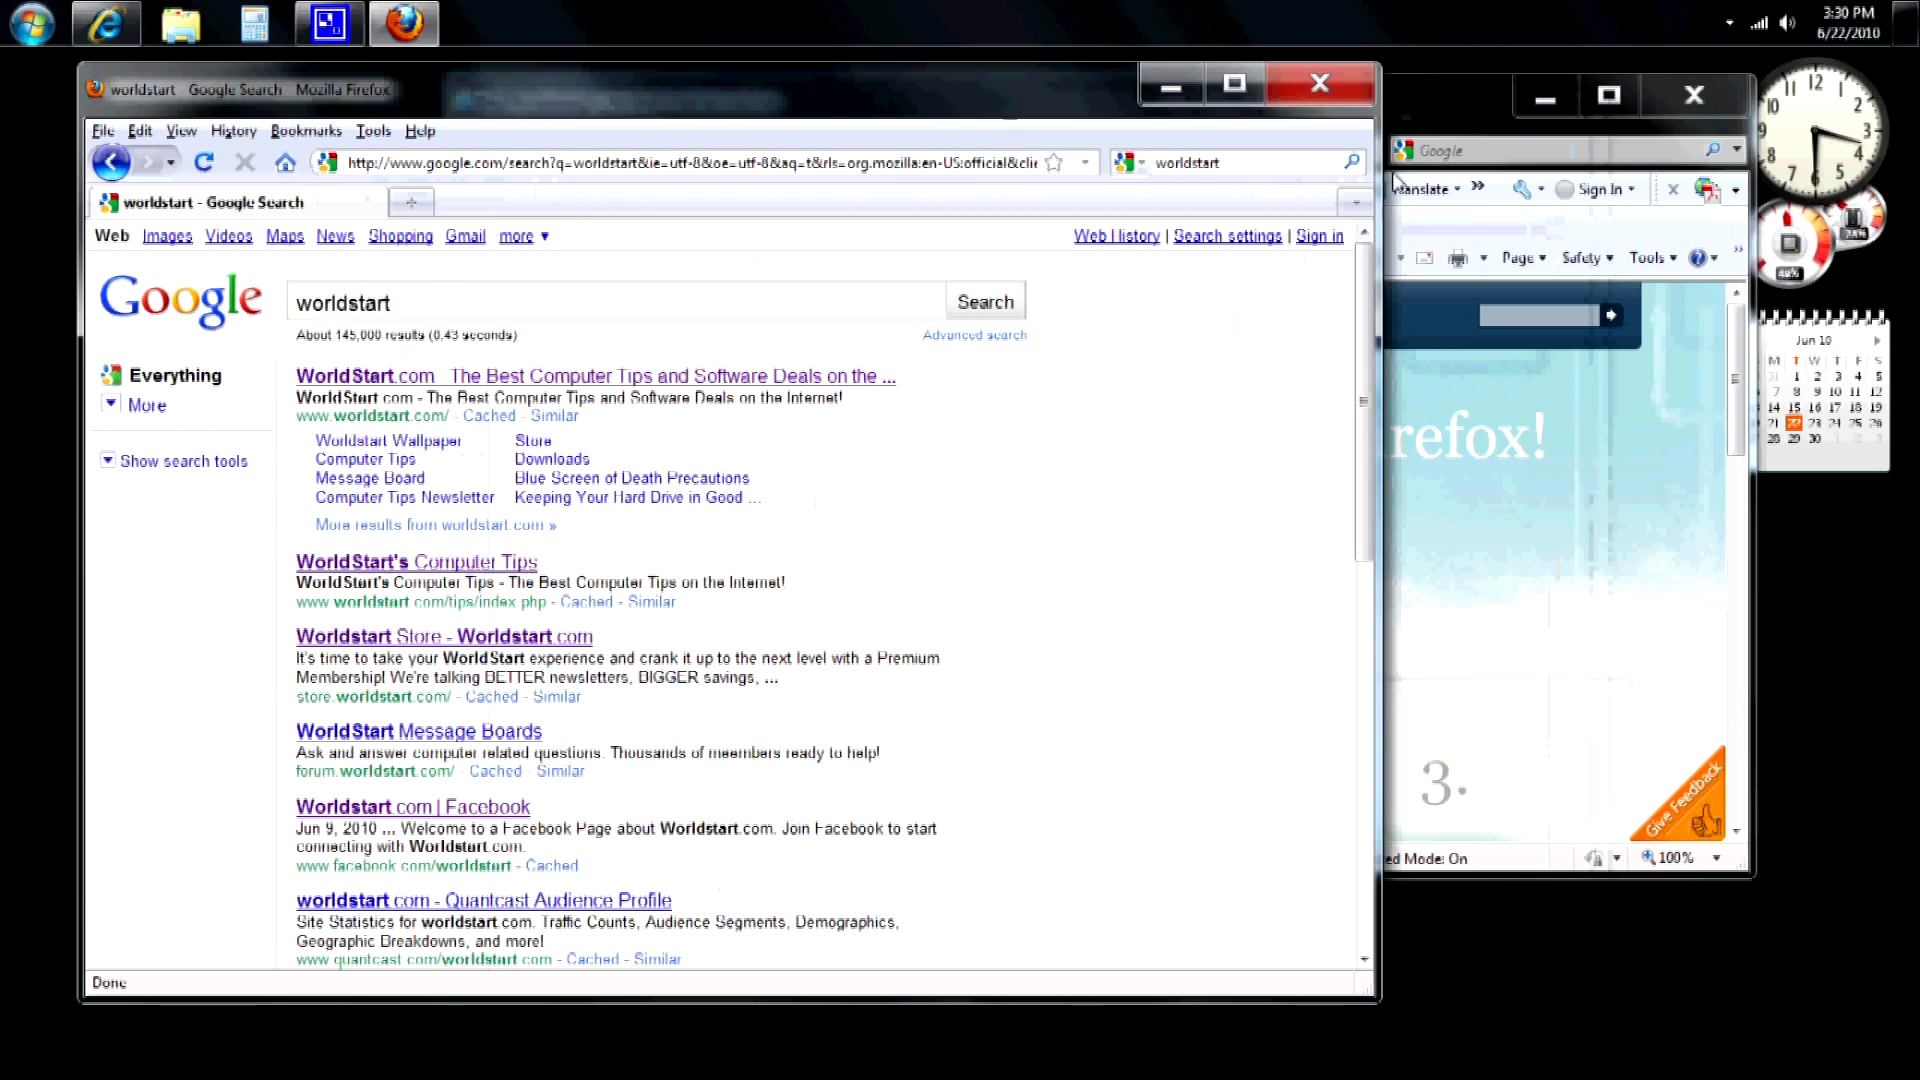 3:30 PM
6/22/2010
worldstart Google Search Mozilla Firefox
File Edit View History Bookmarks Tools Help
http://www.google.com/search?q=worldstart&ie=utf-8&oe=utf-8&aq=t&rls=org.mozilla:en-US:official&clie
worldstart
worldstart - Google Search
Web Images Videos Maps News Shopping Gmail more ▼
Web History | Search settings | Sign in
Google
worldstart
Search
About 145,000 results (0.43 seconds)
Advanced search
Everything
More
Show search tools
WorldStart.com The Best Computer Tips and Software Deals on the ...
WorldStart com - The Best Computer Tips and Software Deals on the Internet!
www.worldstart.com/ - Cached - Similar
Worldstart Wallpaper Store
Computer Tips Downloads
Message Board Blue Screen of Death Precautions
Computer Tips Newsletter Keeping Your Hard Drive in Good ...
More results from worldstart.com »
WorldStart's Computer Tips
WorldStart's Computer Tips - The Best Computer Tips on the Internet!
www worldstart com/tips/index php - Cached - Similar
Worldstart Store - Worldstart.com
It's time to take your WorldStart experience and crank it up to the next level with a Premium
Membership! We're talking BETTER newsletters, BIGGER savings, ...
store.worldstart.com/ - Cached - Similar
WorldStart Message Boards
Ask and answer computer related questions. Thousands of meembers ready to help!
forum.worldstart.com/ Cached Similar
Worldstart.com | Facebook
Jun 9, 2010 ... Welcome to a Facebook Page about Worldstart.com. Join Facebook to start
connecting with Worldstart.com.
www facebook com/worldstart - Cached
worldstart com - Quantcast Audience Profile
Site Statistics for worldstart.com. Traffic Counts, Audience Segments, Demographics,
Geographic Breakdowns, and more!
www quantcast com/worldstart com - Cached - Similar
Done
Google
anslate
Sign In
Page Safety Tools
refox!
3.
Give Feedback
ed Mode: On
100%
12
11 1
10 2
9 3
8 4
7 6 5
48%
Jun 10
M T W T F S
31 1 2 3 4 5
7 8 9 10 11 12
14 15 16 17 18 19
21 22 23 24 25 26
28 29 30